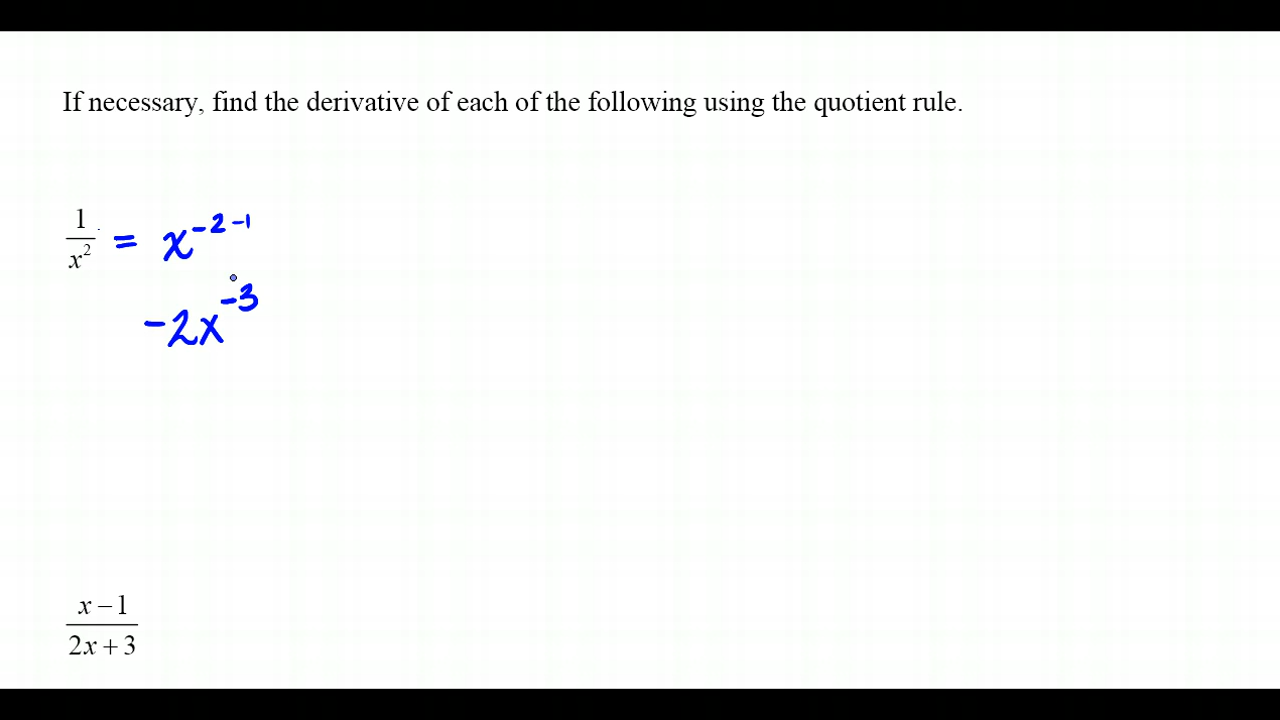 If necessary, find the derivative of each of the following using the quotient rule.
1/x² = x⁻²⁻¹
-2x⁻³
x−1/2x+3